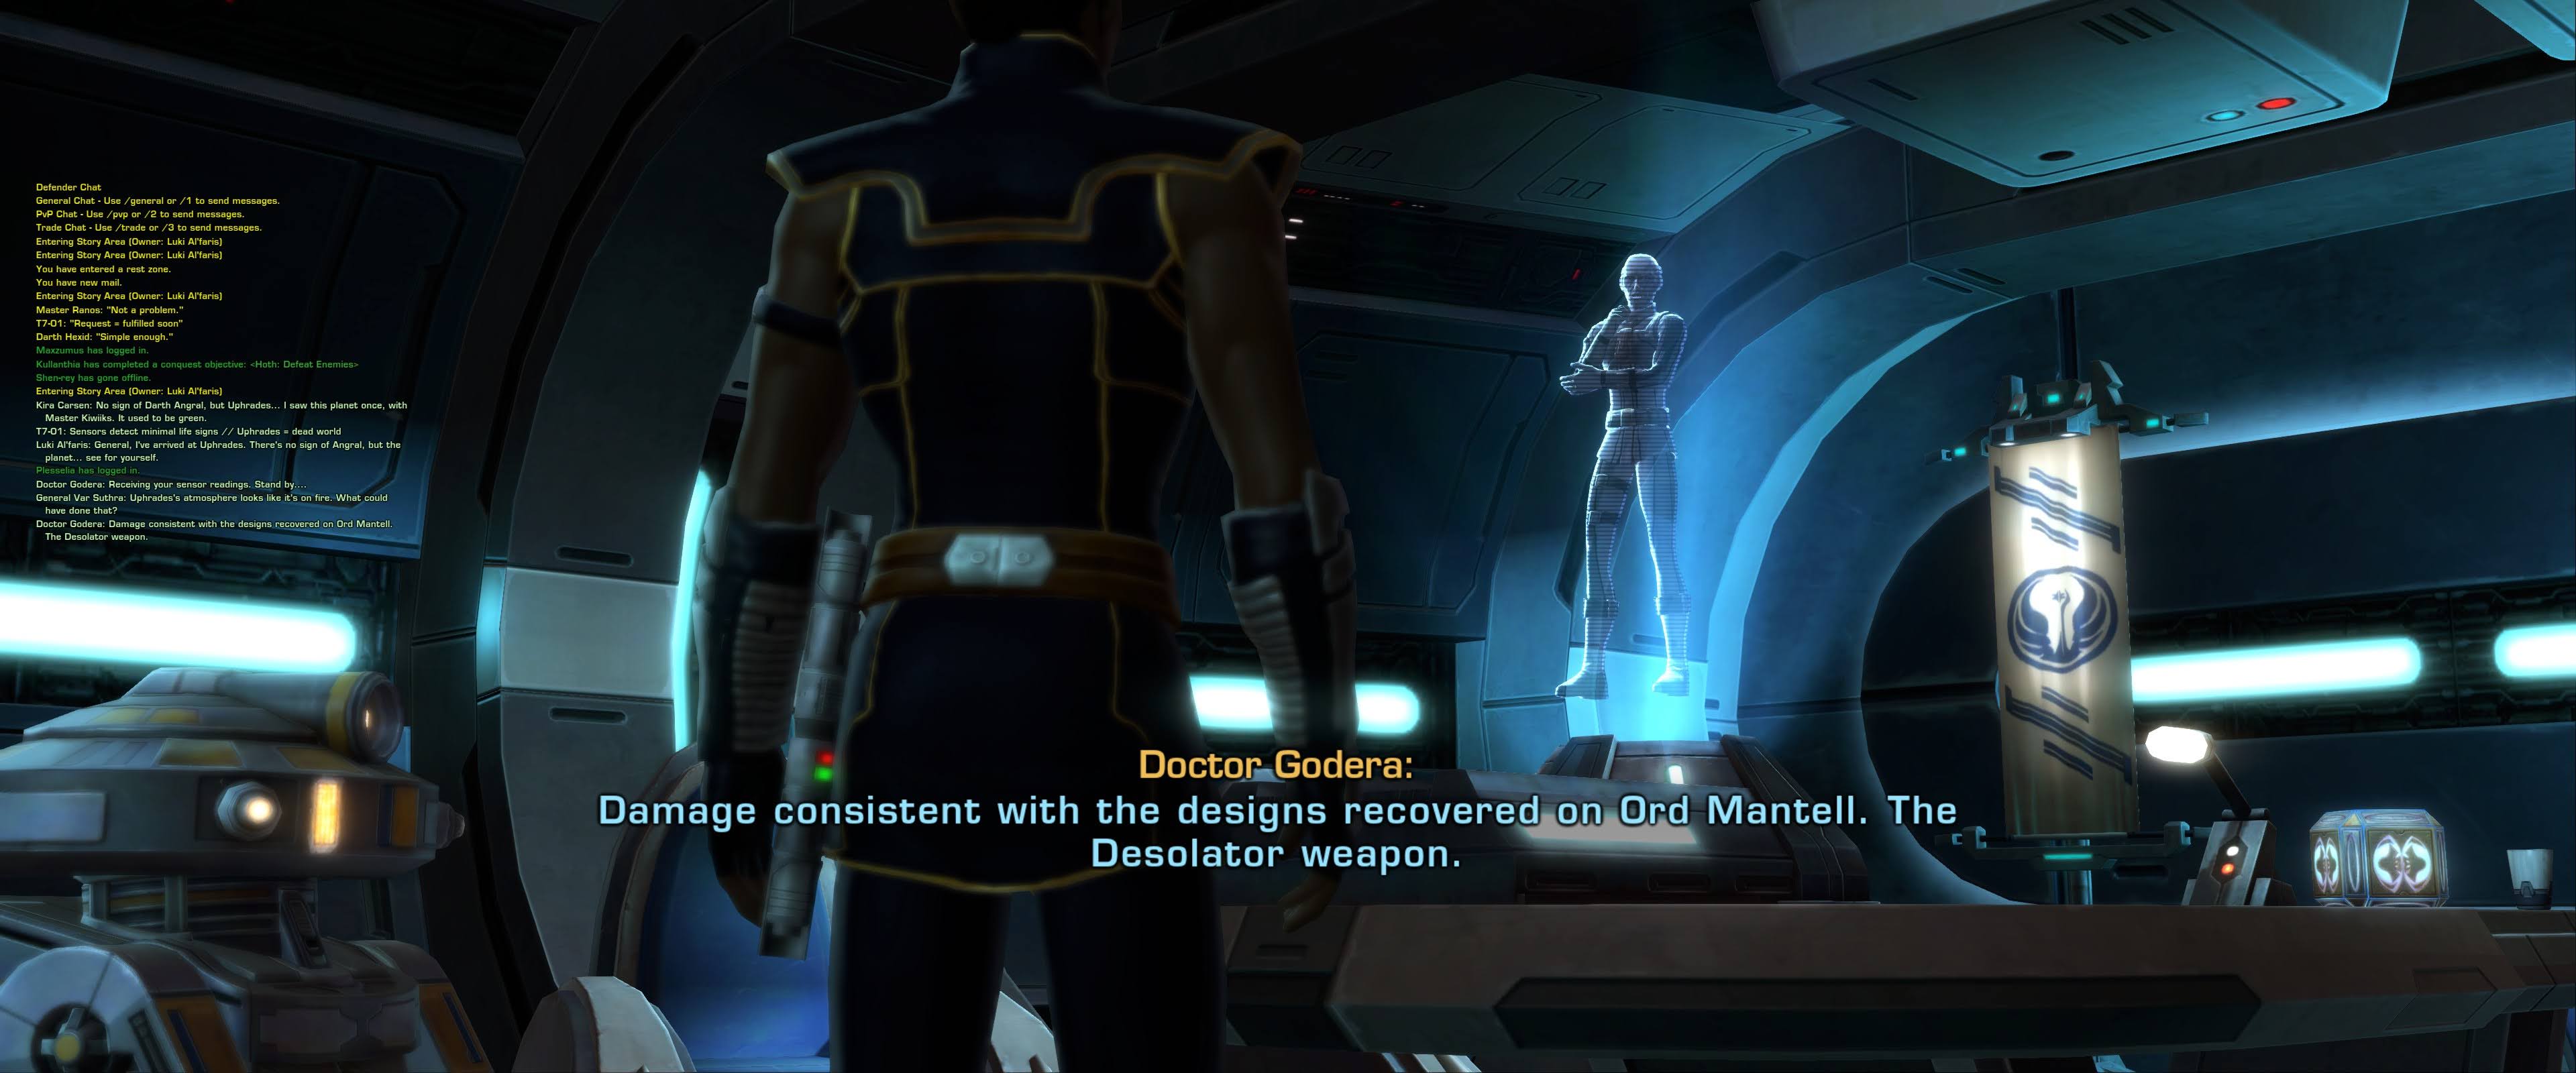 Defender Chat
General Chat - Use /general or /1 to send messages.
PvP Chat - Use /pvp or /2 to send messages.
Trade Chat - Use /trade or /3 to send messages.
Entering Story Area (Owner: Luki Al'faris)
Entering Story Area (Owner: Luki Al'faris)
You have entered a rest zone.
You have new mail.
Entering Story Area (Owner: Luki Al'faris)
Master Ranos: "Not a problem."
T7-01: "Request = fulfilled soon"
Darth Hexid: "Simple enough."
Maxzumus has logged in.
Kullanthia has completed a conquest objective: <Hoth: Defeat Enemies>
Shen-rey has gone offline.
Entering Story Area (Owner: Luki Al'faris)
Kira Carsen: No sign of Darth Angral, but Uphrades... I saw this planet once, with
Master Kiwiiks. It used to be green.
T7-01: Sensors detect minimal life signs // Uphrades = dead world
Luki Al'faris: General, I've arrived at Uphrades. There's no sign of Angral, but the
planet... see for yourself.
Plesselia has logged in.
Doctor Godera: Receiving your sensor readings. Stand by....
General Var Suthra: Uphrades's atmosphere looks like it's on fire. What could
have done that?
Doctor Godera: Damage consistent with the designs recovered on Ord Mantell.
The Desolator weapon.
Doctor Godera:
Damage consistent with the designs recovered on Ord Mantell. The
Desolator weapon.